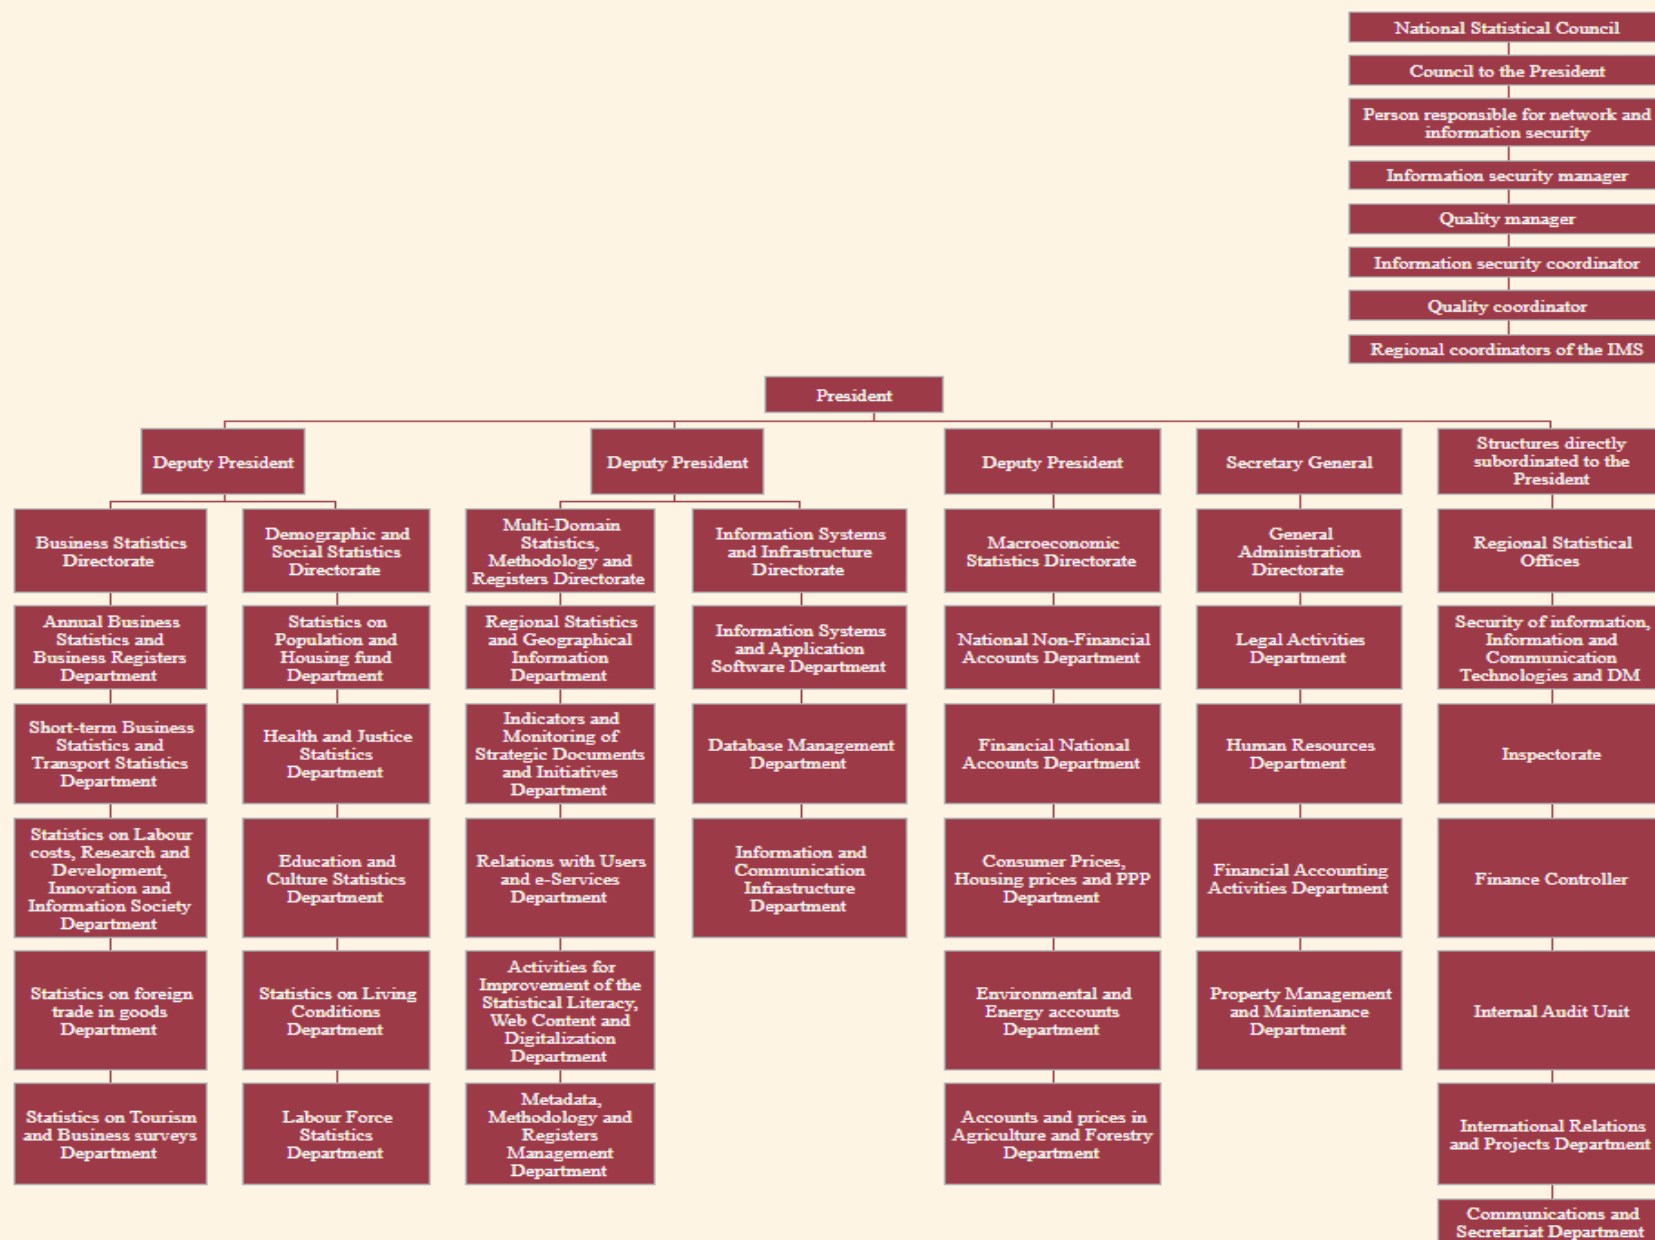 National Statistical Council
Council to the President
Person responsible for network and
information security
Information security manager
Quality manager
Information security coordinator
Quality coordinator
Regional coordinators of the IMS
President
Deputy President
Business Statistics
Directorate
Annual Business
Statistics and
Business Registers
Department
Short-term Business
Statistics and
Transport Statistics
Department
Statistics on Labour
costs, Research and
Development,
Innovation and
Information Society
Department
Statistics on foreign
trade in goods
Department
Statistics on Tourism
and Business surveys
Department
Demographic and
Social Statistics
Directorate
Statistics on
Population and
Housing fund
Department
Health and Justice
Statistics
Department
Education and
Culture Statistics
Department
Statistics on Living
Conditions
Department
Labour Force
Statistics
Department
Deputy President
Multi-Domain
Statistics,
Methodology and
Registers Directorate
Regional Statistics
and Geographical
Information
Department
Indicators and
Monitoring of
Strategic Documents
and Initiatives
Department
Relations with Users
and e-Services
Department
Activities for
Improvement of the
Statistical Literacy,
Web Content and
Digitalization
Department
Metadata,
Methodology and
Registers
Management
Department
Information Systems
and Infrastructure
Directorate
Information Systems
and Application
Software Department
Database Management
Department
Information and
Communication
Infrastructure
Department
Deputy President
Macroeconomic
Statistics Directorate
National Non-Financial
Accounts Department
Financial National
Accounts Department
Consumer Prices,
Housing prices and PPP
Department
Environmental and
Energy accounts
Department
Accounts and prices in
Agriculture and Forestry
Department
Secretary General
General
Administration
Directorate
Legal Activities
Department
Human Resources
Department
Financial Accounting
Activities Department
Property Management
and Maintenance
Department
Structures directly
subordinated to the
President
Regional Statistical
Offices
Security of information,
Information and
Communication
Technologies and DM
Inspectorate
Finance Controller
Internal Audit Unit
International Relations
and Projects Department
Communications and
Secretariat Department